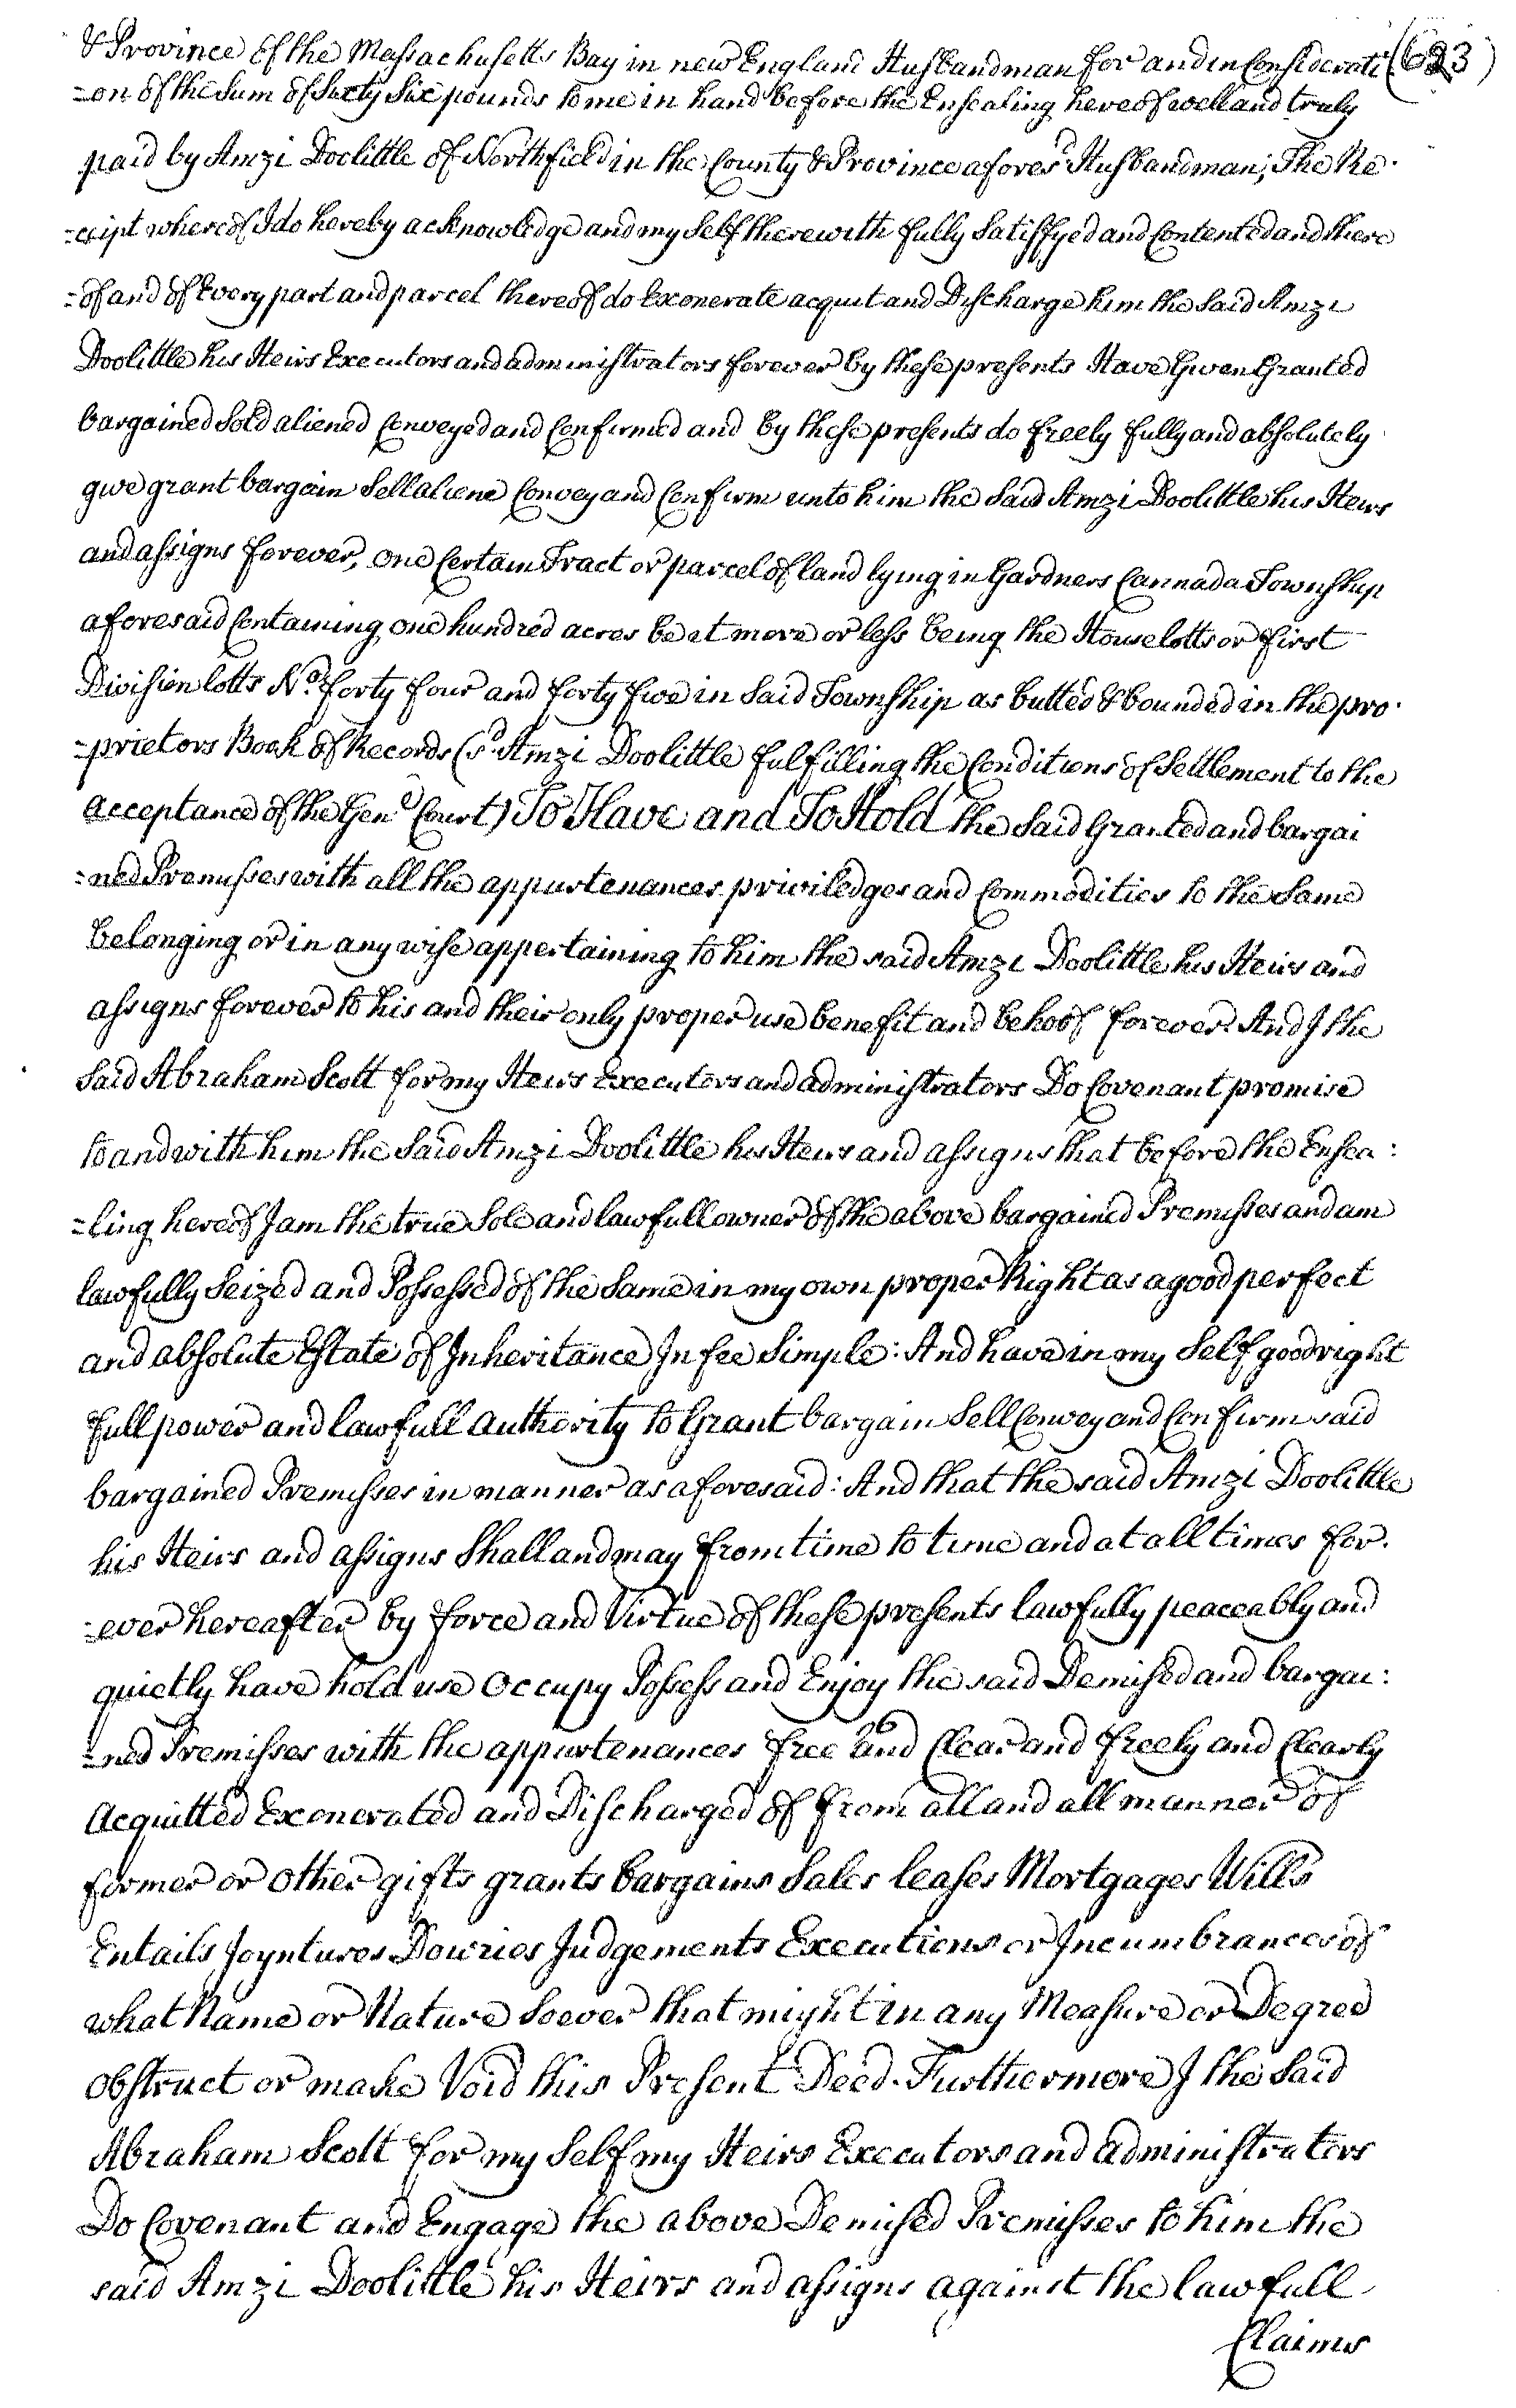 & Province of the Massachusetts Bay in new England Husbandman for and in Considerati (623)
=on of the Sum of Sixty Six pounds to me in hand before the Ensealing hereof well and truly
paid by Amzi Doolittle of Northfield in the County & Province afores.d Husbandman; The Re-
=ceipt whereof I do hereby acknowledge and my Self therewith fully Satisfyed and Contented and there
=of and of Every part and parcel thereof do Exonerate acquit and Discharge him the Said Amzi
Doolittle his Heirs Executors and administrators forever by these presents Have Given Granted
bargained Sold aliened Conveyed and Confirmed and by these presents do freely fully and absolutely
give grant bargain Sell aliene Convey and Confirm unto him the Said Amzi Doolittle his Heirs
and assigns forever, one Certain Tract or parcel of land lying in Gardners Cannada Township
aforesaid Containing one hundred acres be it more or less being the House lotts or first
Division lotts N.o forty four and forty five in Said Township as butted & bounded in the pro-
=prietors Book of Records (s.d Amzi Doolittle fulfilling the Conditions of Settlement to the
acceptance of the Gen.l Court) To Have and To Hold the Said Granted and bargai
=ned Premisses with all the appurtenances priviledges and Commodities to the Same
belonging or in any wise appertaining to him the said Amzi Doolittle his Heirs and
assigns forever to his and their only proper use benefit and behoof forever. And I the
Said Abraham Scott for my Heirs Executors and administrators Do Covenant promise
to and with him the Said Amzi Doolittle his Heirs and assigns that before the Ensea:
=ling hereof I am the true Sole and lawfull owner of the above bargained Premisses and am
lawfully Seized and Possessed of the Same in my own proper Right as a good perfect
and absolute Estate of Inheritance In fee Simple: And have in my Self good right
full power and lawfull authority to Grant bargain Sell Convey and Confirm said
bargained Premisses in manner as aforesaid: And that the said Amzi Doolittle
his Heirs and assigns Shall and may from time to time and at all times for-
=ever hereafter by force and Virtue of these presents lawfully peaceably and
quietly have hold use occupy Possess and Enjoy the said Demised and bargai:
=ned Premisses with the appurtenances free and Clear and freely and Clearly
acquitted Exonerated and Discharged of from all and all manner of
former or other gifts grants bargains Sales leases Mortgages Wills
Entails Joyntures Dowries Judgements Executions or Incumbrances of
what Name or Nature Soever that might in any Measure or Degree
obstruct or make Void this Present Deed. Furthermore I the Said
Abraham Scott for my Self my Heirs Executors and administrators
Do Covenant and Engage the above Demised Premisses to him the
said Amzi Doolittle his Heirs and assigns against the lawfull
Claims